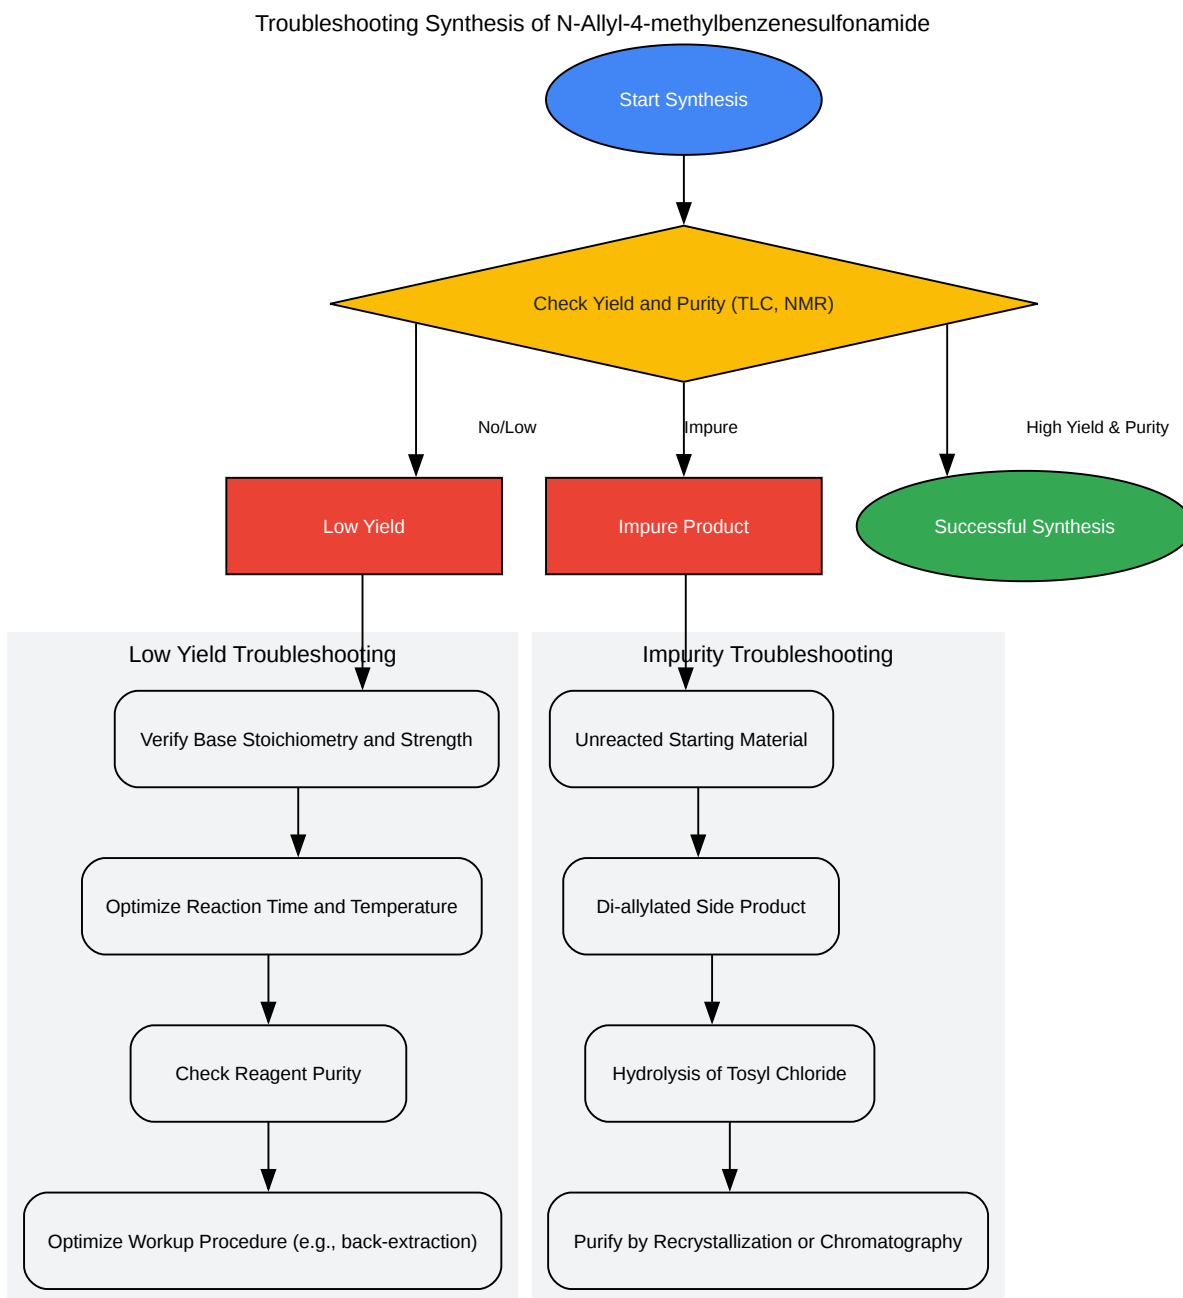 Troubleshooting Synthesis of N-Allyl-4-methylbenzenesulfonamide
Start Synthesis
Check Yield and Purity (TLC, NMR)
No/Low
Impure
High Yield & Purity
Low Yield
Impure Product
Successful Synthesis
Low Yield Troubleshooting
Impurity Troubleshooting
Verify Base Stoichiometry and Strength
Unreacted Starting Material
Optimize Reaction Time and Temperature
Di-allylated Side Product
Check Reagent Purity
Hydrolysis of Tosyl Chloride
Optimize Workup Procedure (e.g., back-extraction)
Purify by Recrystallization or Chromatography